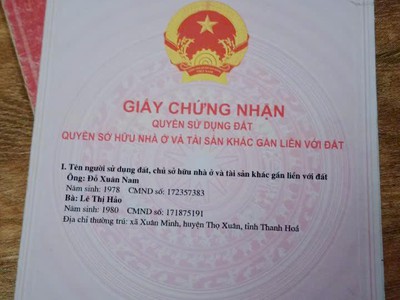 GIẤY CHỨNG NHẬN
QUYỀN SỬ DỤNG ĐẤT
QUYỀN SỞ HỮU NHÀ Ở VÀ TÀI SẢN KHÁC GẮN LIỀN VỚI ĐẤT
I. Tên người sử dụng đất, chủ sở hữu nhà ở và tài sản khác gắn liền với đất
Ông: Đỗ Xuân Nam
Năm sinh: 1978 CMND số: 172357383
Bà: Lê Thị Hảo
Năm sinh: 1980 CMND số: 171875191
Địa chỉ thường trú: xã Xuân Minh, huyện Thọ Xuân, tỉnh Thanh Hoá